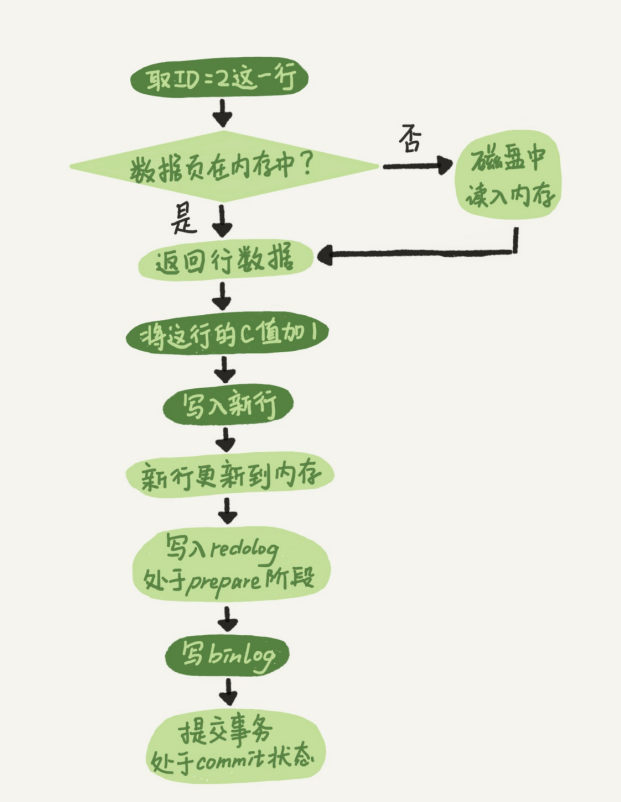 取ID=2这一行
数据页在内存中?
否
磁盘中
读入内存
是
返回行数据
将这行的C值加1
写入新行
新行更新到内存
写入redolog
处于prepare阶段
写binlog
提交事务
处于commit状态